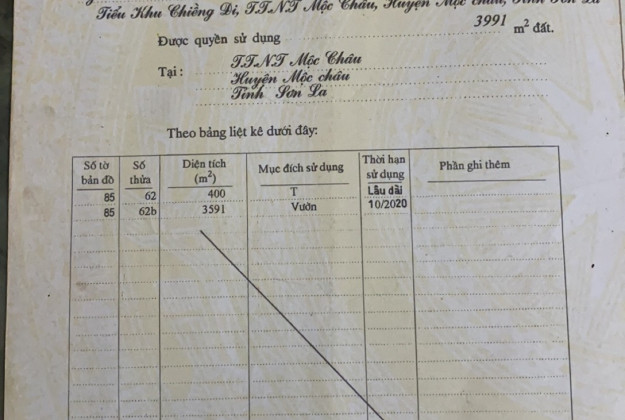 Tiểu Khu Chiềng Đi, T.T.N.T Mộc Châu, Huyện Mộc châu, Tỉnh Sơn La
Được quyền sử dụng 3991 m² đất.
Tại : T.T.N.T Mộc Châu
Huyện Mộc châu
Tỉnh Sơn La
Theo bảng liệt kê dưới đây:
Số tờ bản đồ Số thửa Diện tích (m²) Mục đích sử dụng Thời hạn sử dụng Phần ghi thêm
85 62 400 T Lâu dài
85 62b 3591 Vườn 10/2020